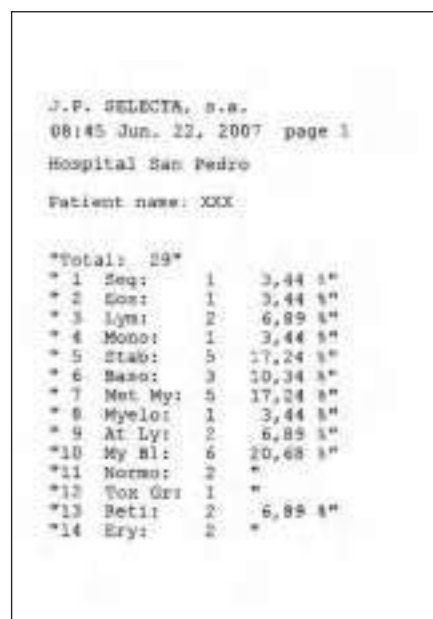 J.P. SELECTA, s.a.
08:45 Jun. 22, 2007 page 1
Hospital San Pedro
Patient name: XXX
"Total: 29"
" 1 Seg: 1 3,44 %"
" 2 Eos: 1 3,44 %"
" 3 Lym: 2 6,89 %"
" 4 Mono: 1 3,44 %"
" 5 Stab: 5 17,24 %"
" 6 Baso: 3 10,34 %"
" 7 Met My: 5 17,24 %"
" 8 Myelo: 1 3,44 %"
" 9 At Ly: 2 6,89 %"
"10 My Bl: 6 20,68 %"
"11 Normo: 2 "
"12 Tox Gr: 1 "
"13 Reti: 2 6,89 %"
"14 Ery: 2 "